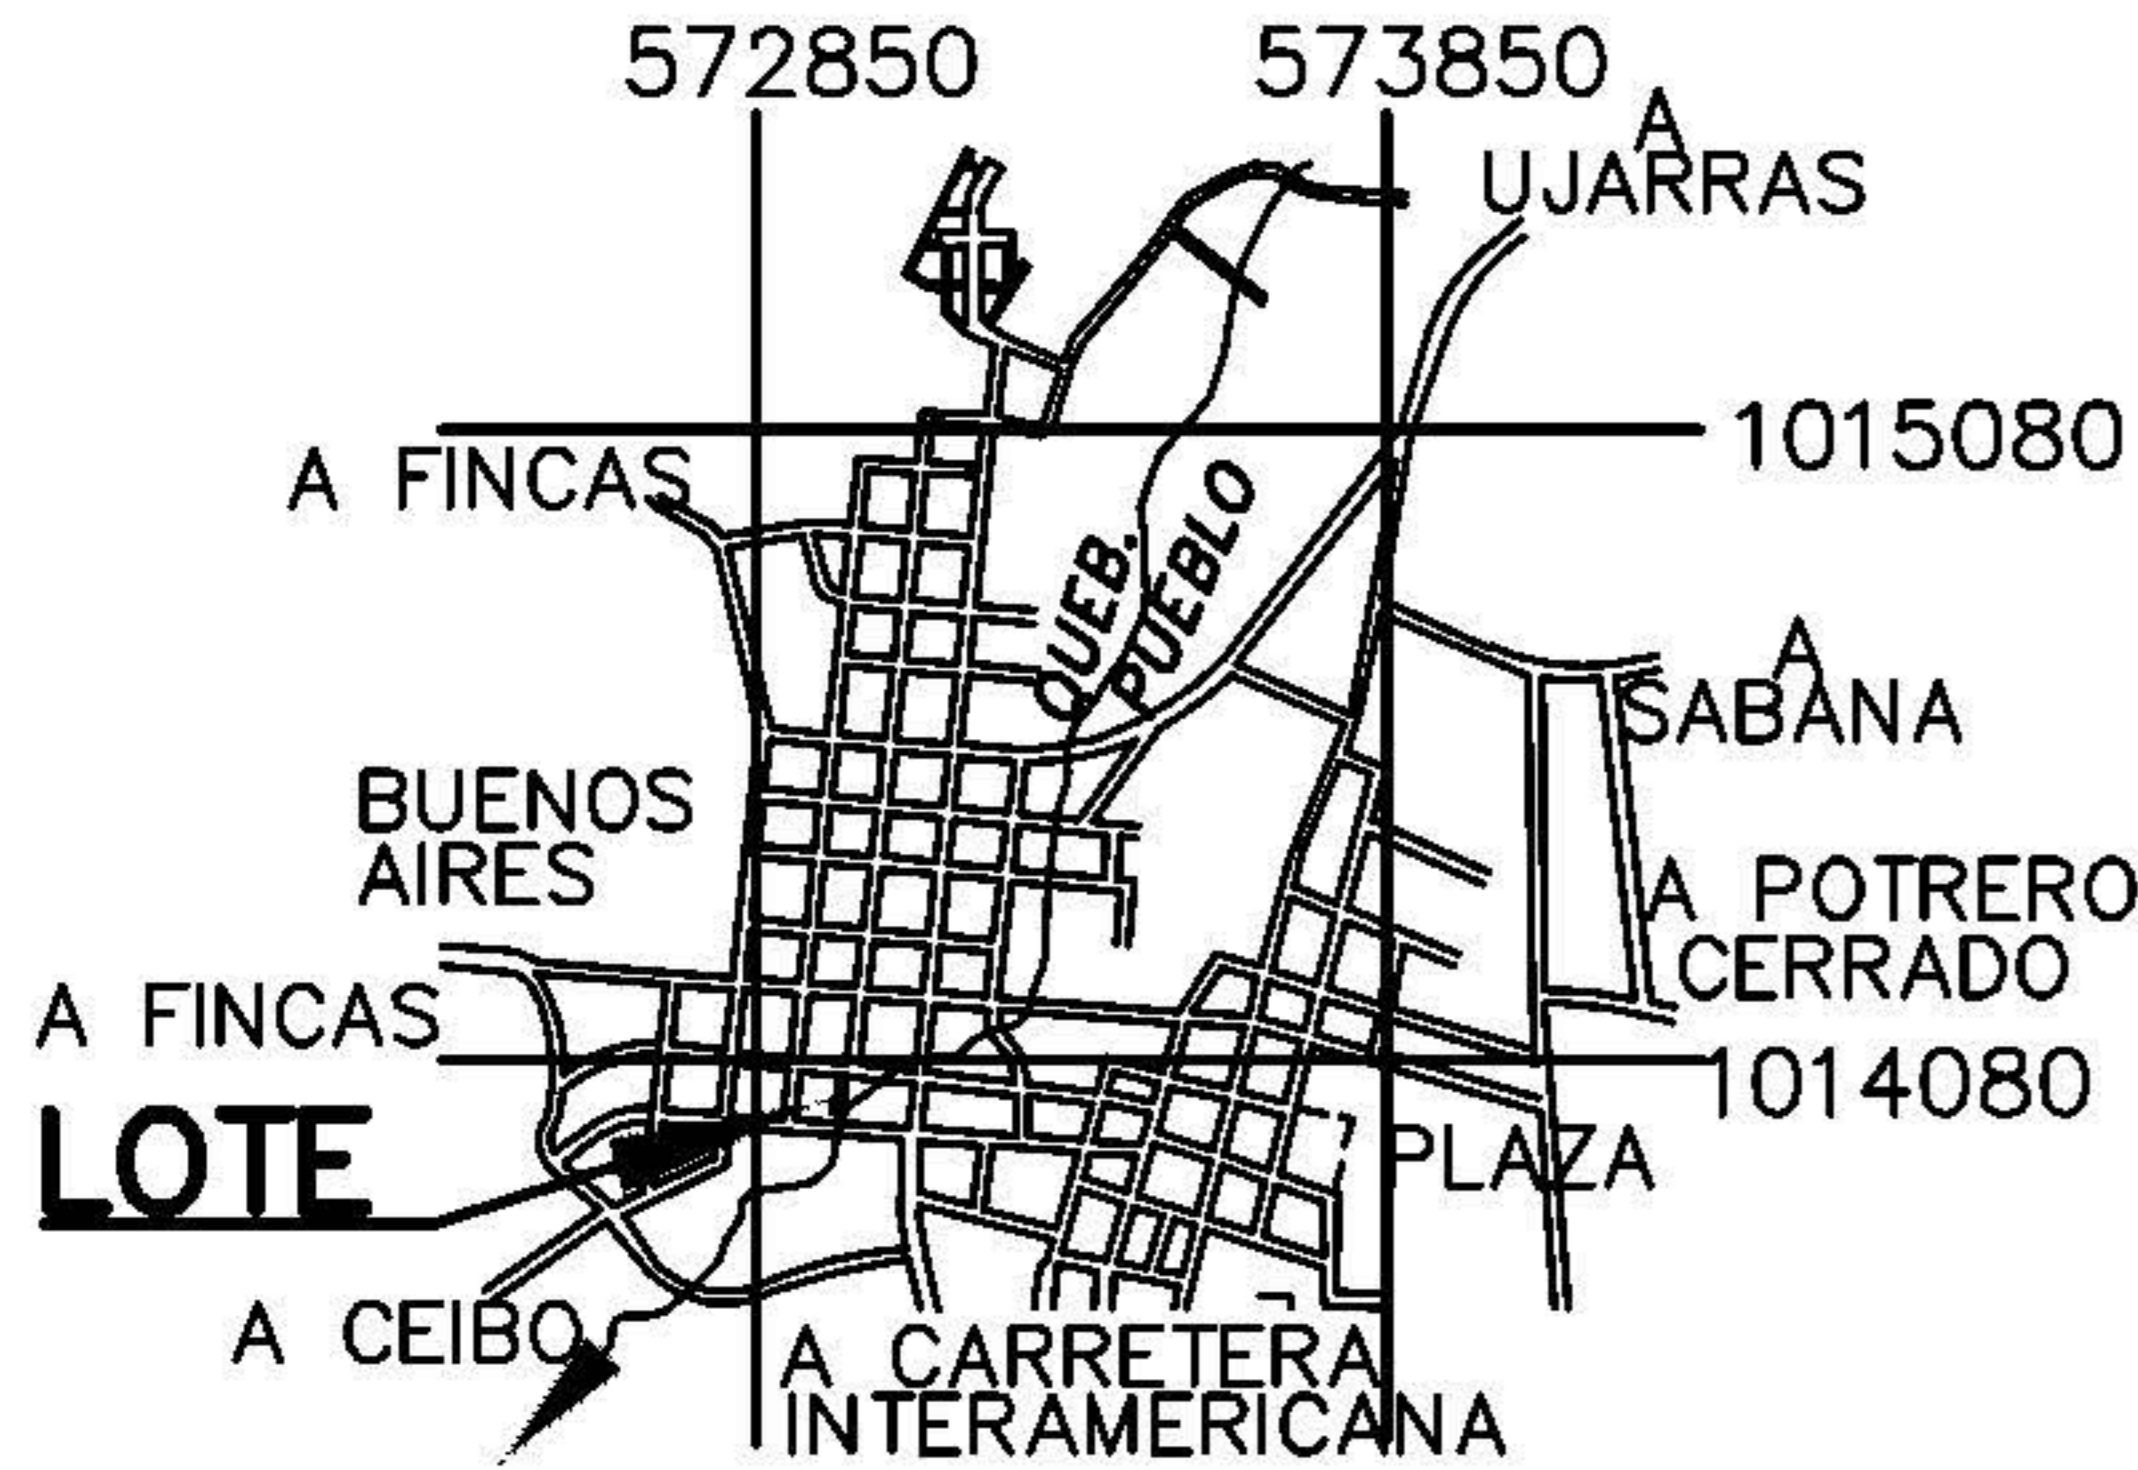 572850
573850
A
UJARRAS
1015080
A FINCAS
QUEB.
PUEBLO
A
SABANA
BUENOS
AIRES
A POTRERO
CERRADO
A FINCAS
1014080
LOTE
PLAZA
A CEIBO
A CARRETERA
INTERAMERICANA